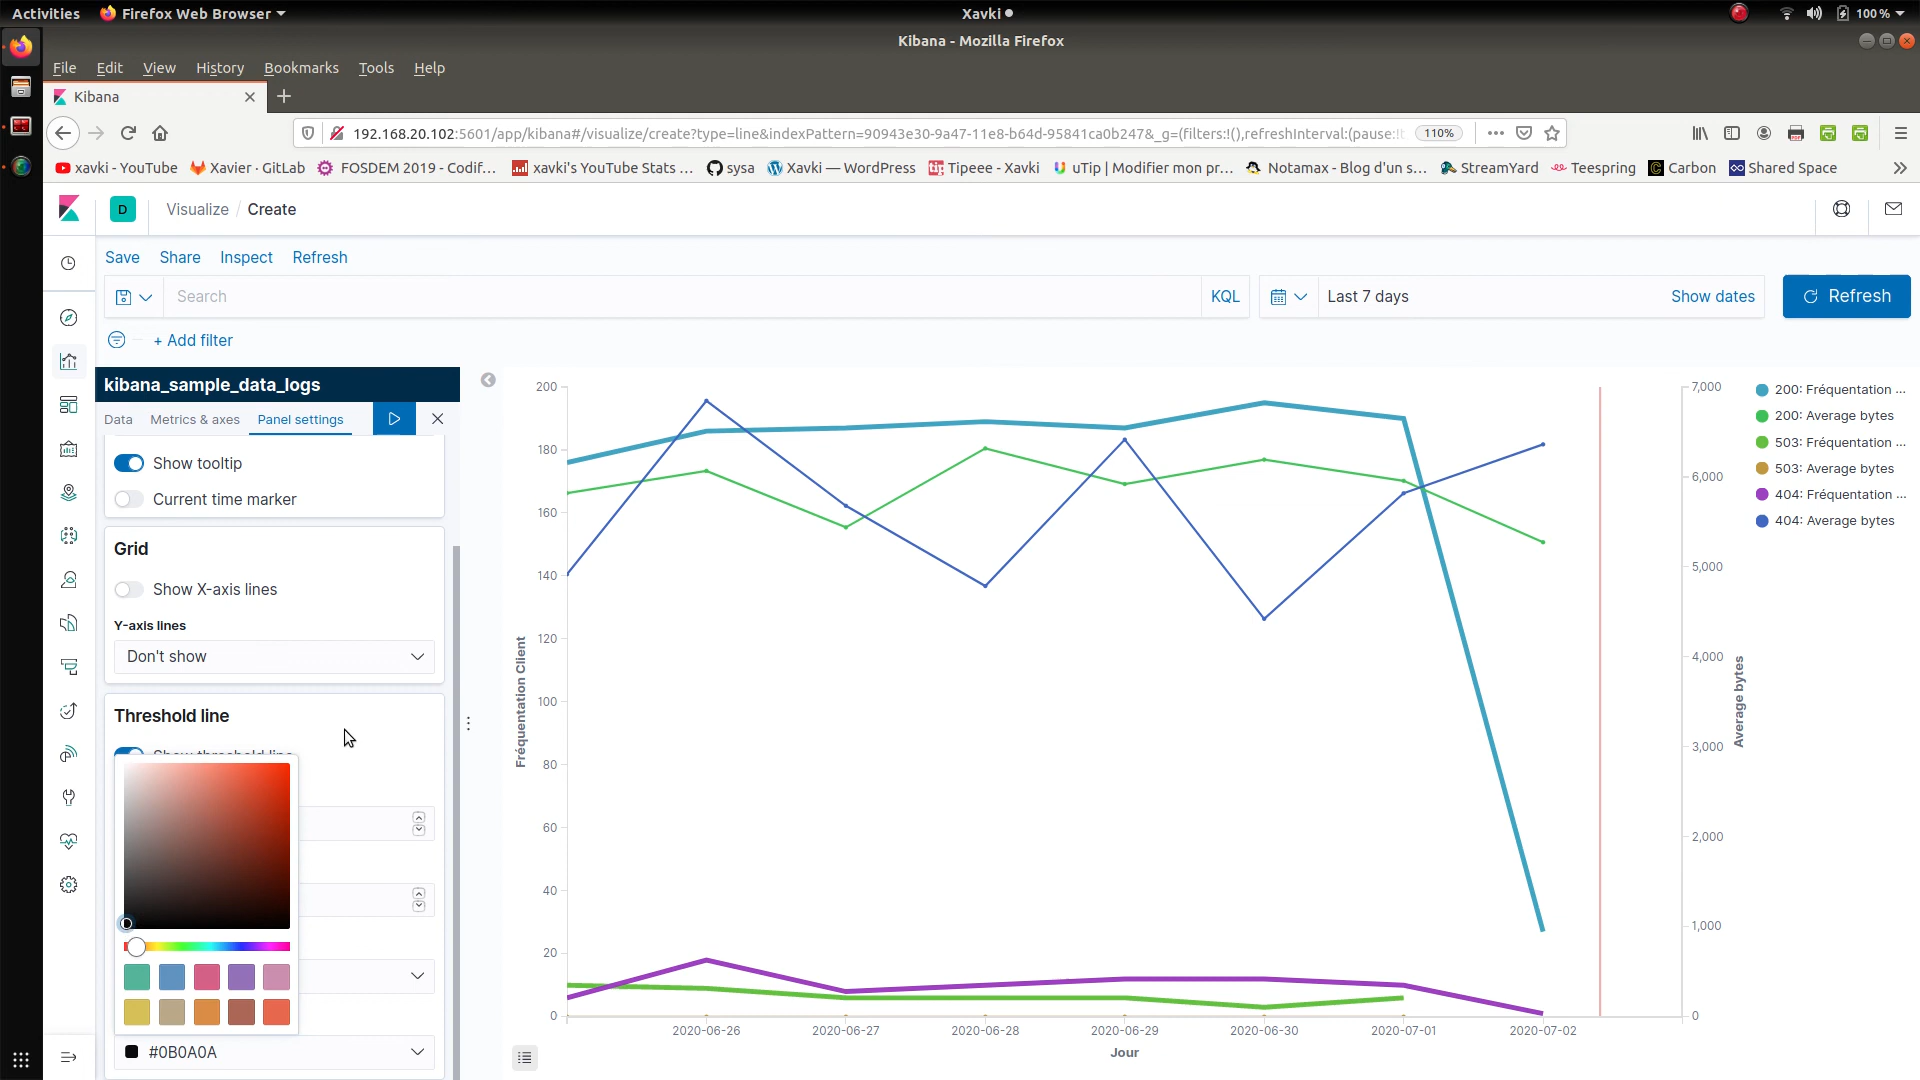 Activities
Firefox Web Browser
Xavki
100 %
Kibana - Mozilla Firefox
File Edit View History Bookmarks Tools Help
Kibana
192.168.20.102:5601/app/kibana#/visualize/create?type=line&indexPattern=90943e30-9a47-11e8-b64d-95841ca0b247&_g=(filters:!(),refreshInterval:(pause:!t
110%
xavki - YouTube
Xavier · GitLab
FOSDEM 2019 - Codif...
xavki's YouTube Stats ...
sysa
Xavki — WordPress
Tipeee - Xavki
uTip | Modifier mon pr...
Notamax - Blog d'un s...
StreamYard
Teespring
Carbon
Shared Space
D
Visualize / Create
Save Share Inspect Refresh
Search
KQL
Last 7 days
Show dates
Refresh
+ Add filter
kibana_sample_data_logs
Data
Metrics & axes
Panel settings
Show tooltip
Current time marker
Grid
Show X-axis lines
Y-axis lines
Don't show
Threshold line
Show threshold line
#0B0A0A
Fréquentation Client
200
180
160
140
120
100
80
60
40
20
0
2020-06-26
2020-06-27
2020-06-28
2020-06-29
2020-06-30
2020-07-01
2020-07-02
Jour
7,000
6,000
5,000
4,000
3,000
2,000
1,000
0
Average bytes
200: Fréquentation ...
200: Average bytes
503: Fréquentation ...
503: Average bytes
404: Fréquentation ...
404: Average bytes